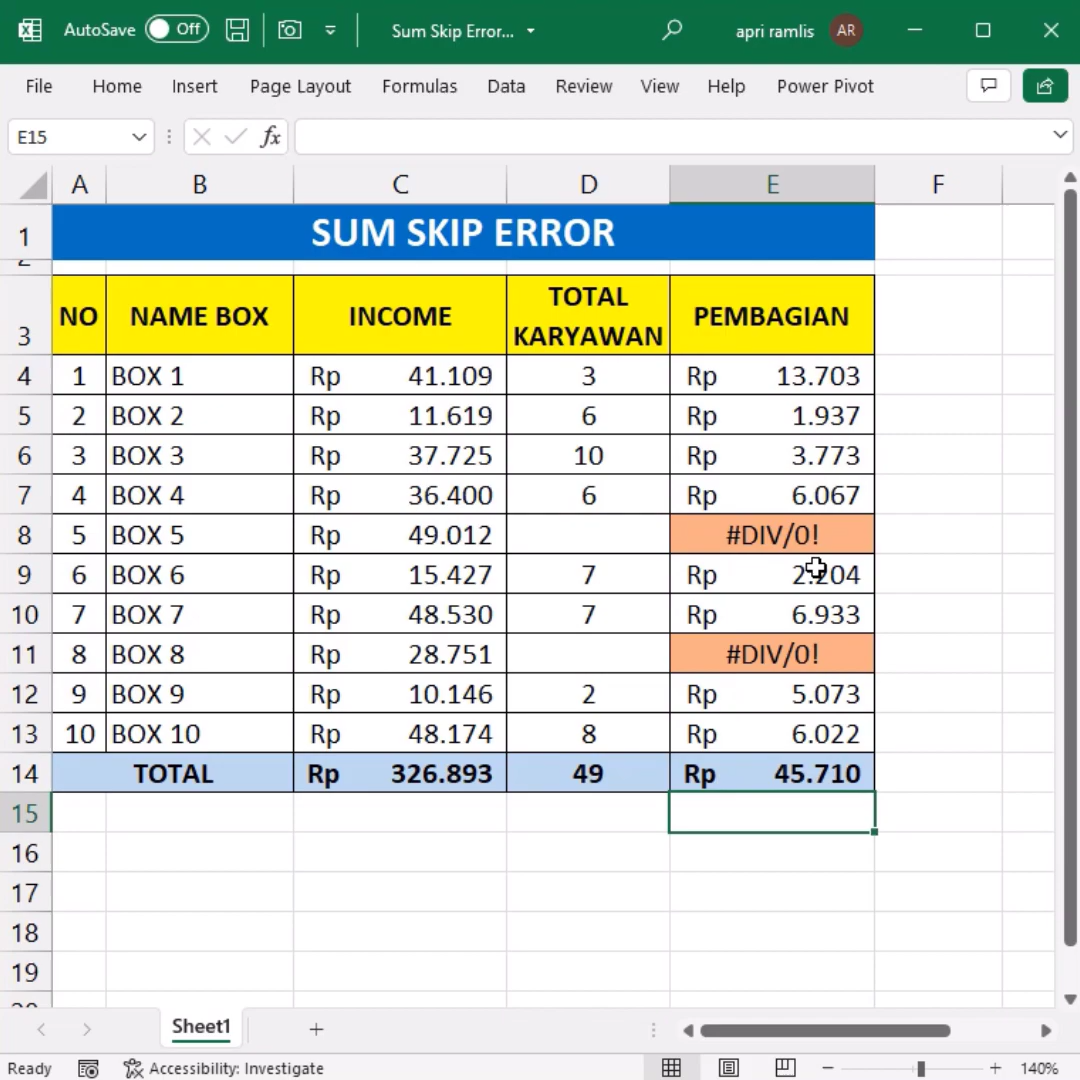 AutoSave Off Sum Skip Error... apri ramlis AR
File Home Insert Page Layout Formulas Data Review View Help Power Pivot
E15 fx
A B C D E F
1 SUM SKIP ERROR
2
3 NO NAME BOX INCOME TOTAL KARYAWAN PEMBAGIAN
4 1 BOX 1 Rp 41.109 3 Rp 13.703
5 2 BOX 2 Rp 11.619 6 Rp 1.937
6 3 BOX 3 Rp 37.725 10 Rp 3.773
7 4 BOX 4 Rp 36.400 6 Rp 6.067
8 5 BOX 5 Rp 49.012 #DIV/0!
9 6 BOX 6 Rp 15.427 7 Rp 2.204
10 7 BOX 7 Rp 48.530 7 Rp 6.933
11 8 BOX 8 Rp 28.751 #DIV/0!
12 9 BOX 9 Rp 10.146 2 Rp 5.073
13 10 BOX 10 Rp 48.174 8 Rp 6.022
14 TOTAL Rp 326.893 49 Rp 45.710
15
16
17
18
19
20
Sheet1
Ready Accessibility: Investigate 140%